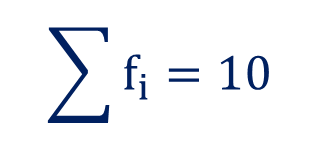 ∑ fᵢ = 10